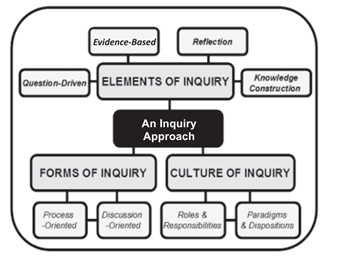 Evidence-Based
Reflection
Question-Driven
ELEMENTS OF INQUIRY
Knowledge
Construction
An Inquiry
Approach
FORMS OF INQUIRY
CULTURE OF INQUIRY
Process
-Oriented
Discussion
-Oriented
Roles &
Responsibilities
Paradigms
& Dispositions